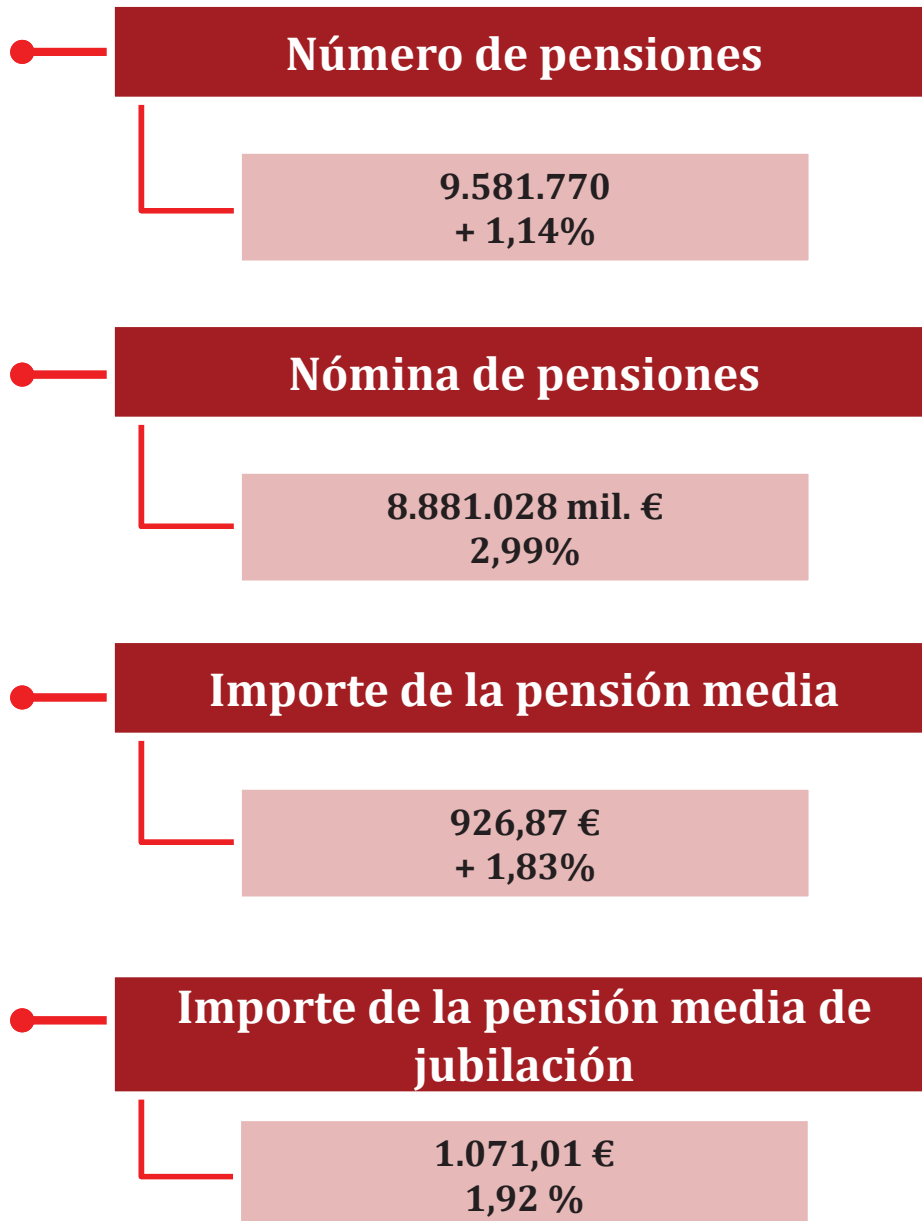 Número de pensiones
9.581.770
+ 1,14%
Nómina de pensiones
8.881.028 mil. €
2,99%
Importe de la pensión media
926,87 €
+ 1,83%
Importe de la pensión media de
jubilación
1.071,01 €
1,92 %